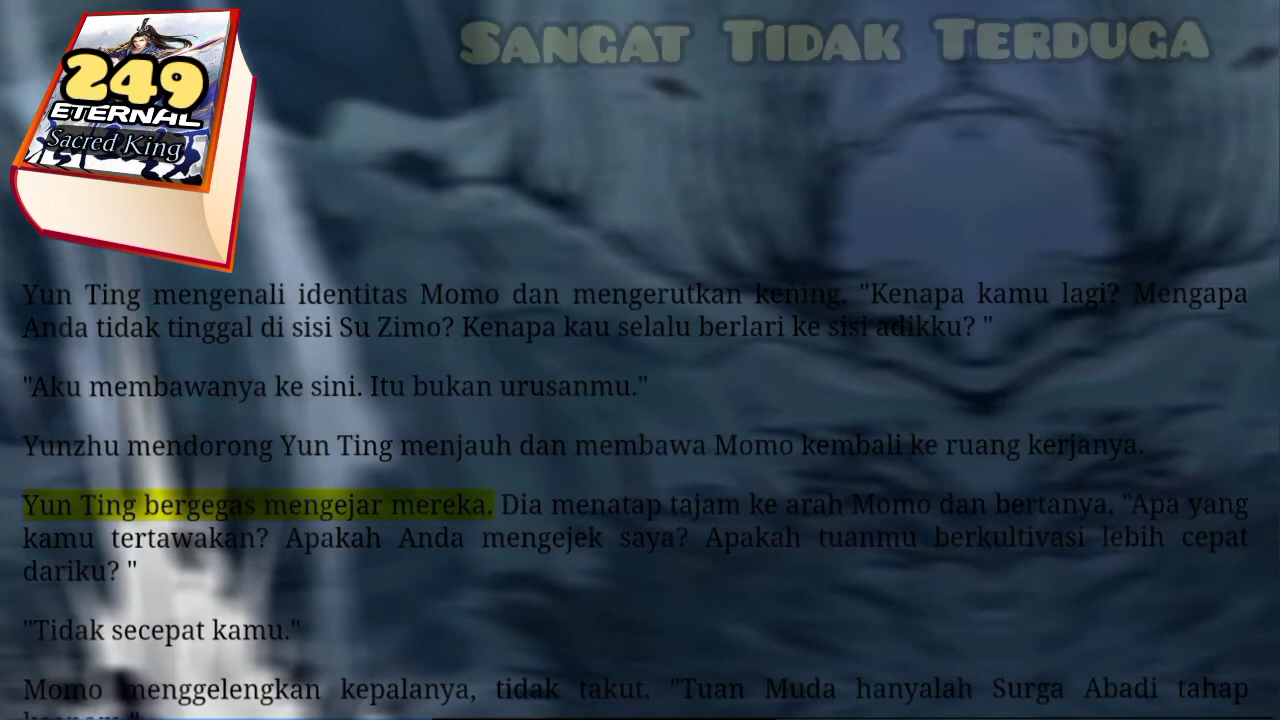 SANGAT TIDAK TERDUGA
249
ETERNAL
Sacred King
Yun Ting mengenali identitas Momo dan mengerutkan kening. "Kenapa kamu lagi? Mengapa
Anda tidak tinggal di sisi Su Zimo? Kenapa kau selalu berlari ke sisi adikku? "
"Aku membawanya ke sini. Itu bukan urusanmu."
Yunzhu mendorong Yun Ting menjauh dan membawa Momo kembali ke ruang kerjanya.
Yun Ting bergegas mengejar mereka. Dia menatap tajam ke arah Momo dan bertanya, "Apa yang
kamu tertawakan? Apakah Anda mengejek saya? Apakah tuanmu berkultivasi lebih cepat
dariku? "
"Tidak secepat kamu."
Momo menggelengkan kepalanya, tidak takut. "Tuan Muda hanyalah Surga Abadi tahap